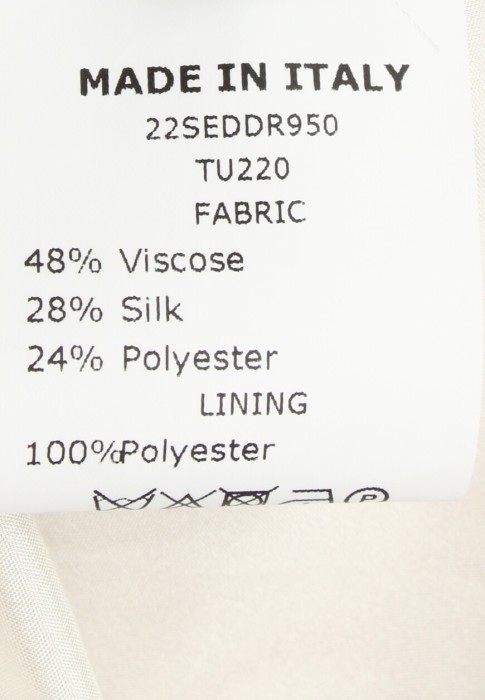 MADE IN ITALY
22SEDDR950
TU220
FABRIC
48% Viscose
28% Silk
24% Polyester
LINING
100%Polyester
P